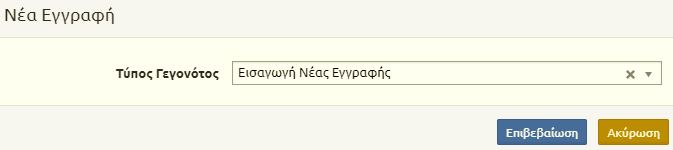 Νέα Εγγραφή
Τύπος Γεγονότος Εισαγωγή Νέας Εγγραφής
Επιβεβαίωση Ακύρωση